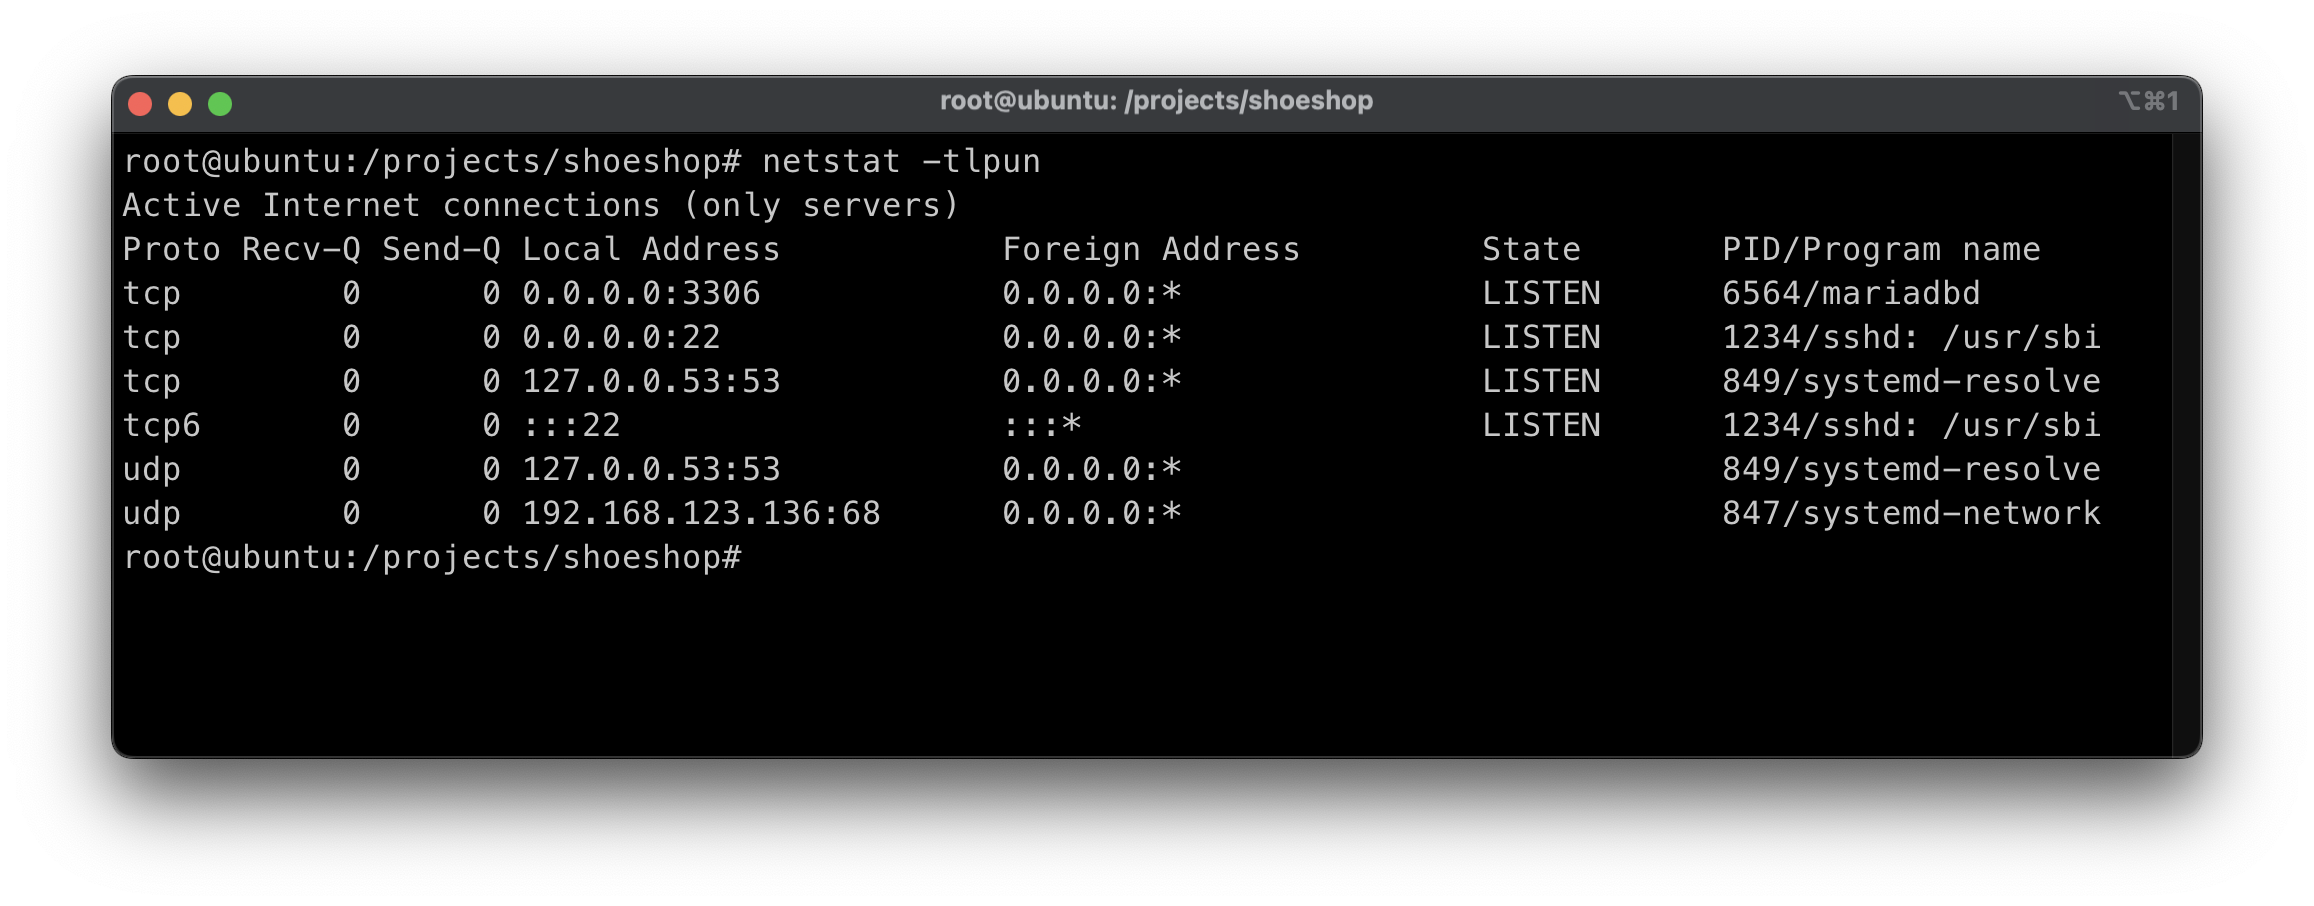 root@ubuntu: /projects/shoeshop ⌥⌘1
root@ubuntu:/projects/shoeshop# netstat -tlpun
Active Internet connections (only servers)
Proto Recv-Q Send-Q Local Address           Foreign Address         State       PID/Program name
tcp        0      0 0.0.0.0:3306            0.0.0.0:*               LISTEN      6564/mariadbd
tcp        0      0 0.0.0.0:22              0.0.0.0:*               LISTEN      1234/sshd: /usr/sbi
tcp        0      0 127.0.0.53:53           0.0.0.0:*               LISTEN      849/systemd-resolve
tcp6       0      0 :::22                   :::*                    LISTEN      1234/sshd: /usr/sbi
udp        0      0 127.0.0.53:53           0.0.0.0:*                           849/systemd-resolve
udp        0      0 192.168.123.136:68      0.0.0.0:*                           847/systemd-network
root@ubuntu:/projects/shoeshop#